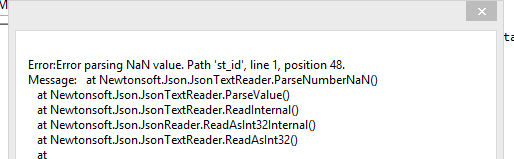 Error:Error parsing NaN value. Path 'st_id', line 1, position 48.
Message:   at Newtonsoft.Json.JsonTextReader.ParseNumberNaN()
   at Newtonsoft.Json.JsonTextReader.ParseValue()
   at Newtonsoft.Json.JsonTextReader.ReadInternal()
   at Newtonsoft.Json.JsonReader.ReadAsInt32Internal()
   at Newtonsoft.Json.JsonTextReader.ReadAsInt32()
   at